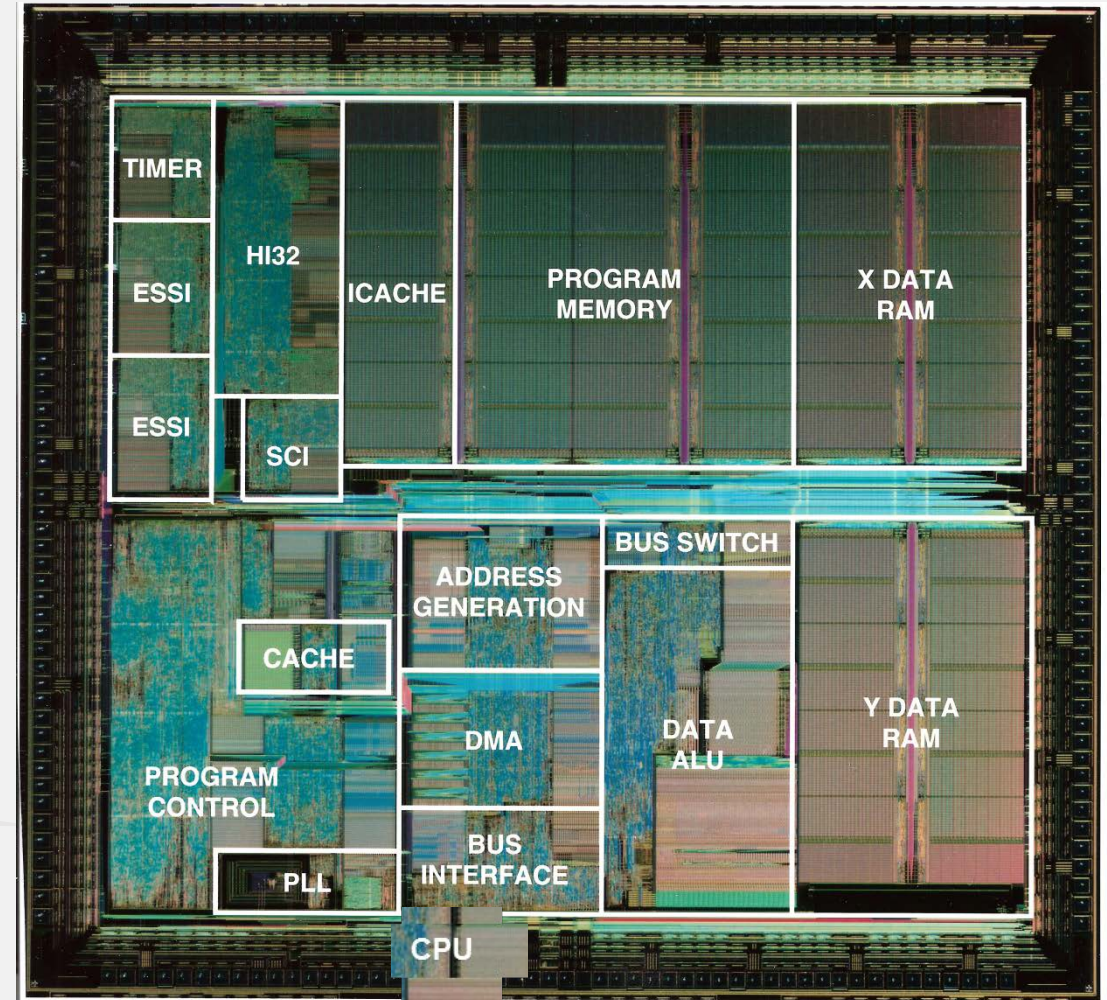 TIMER
ESSI
ESSI
HI32
SCI
ICACHE
PROGRAM
MEMORY
X DATA
RAM
ADDRESS
GENERATION
BUS SWITCH
CACHE
DMA
DATA
ALU
Y DATA
RAM
PROGRAM
CONTROL
BUS
INTERFACE
PLL
CPU